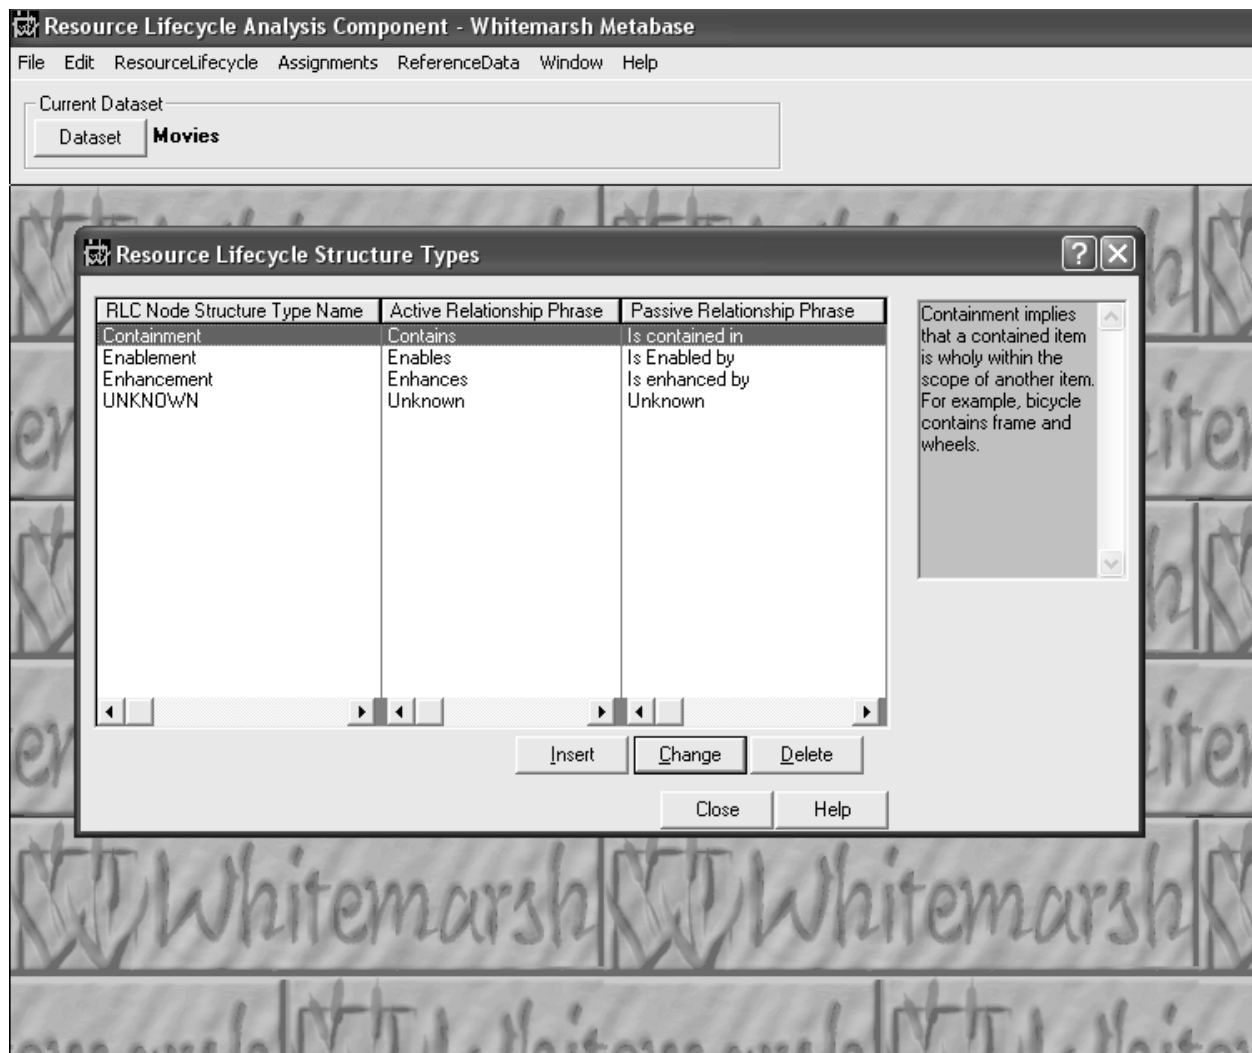 Resource Lifecycle Analysis Component - Whitemarsh Metabase
File Edit ResourceLifecycle Assignments ReferenceData Window Help
Current Dataset
Dataset Movies
Resource Lifecycle Structure Types
RLC Node Structure Type Name Active Relationship Phrase Passive Relationship Phrase
Containment Contains Is contained in
Enablement Enables Is Enabled by
Enhancement Enhances Is enhanced by
UNKNOWN Unknown Unknown
Containment implies
that a contained item
is wholy within the
scope of another item.
For example, bicycle
contains frame and
wheels.
Insert Change Delete
Close Help
Whitemarsh Whitemarsh